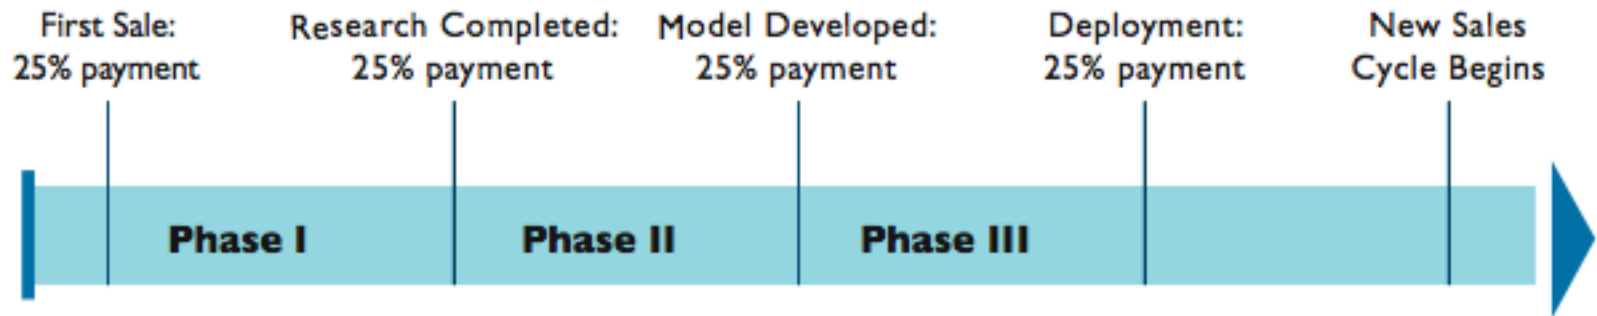 First Sale:
25% payment
Research Completed:
25% payment
Model Developed:
25% payment
Deployment:
25% payment
New Sales
Cycle Begins
Phase I
Phase II
Phase III